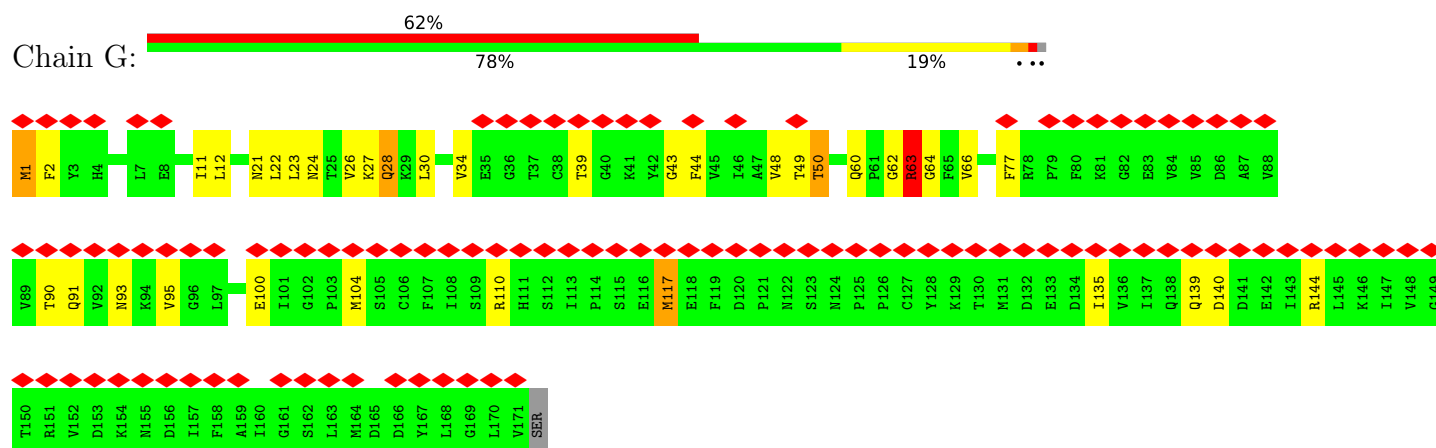 62%
Chain G:
78% 19% • ••
M1 F2 Y3 H4 L7 E8 I11 L12 N21 L22 L23 N24 T25 V26 K27 Q28 K29 L30 V34 E35 G36 T37 G38 T39 G40 K41 Y42 G43 F44 V45 I46 A47 V48 T49 T50 Q60 P61 G62 R63 G64 F65 V66 F77 R78 P79 F80 K81 G82 E83 V84 V85 D86 A87 V88
V89 T90 Q91 V92 N93 K94 V95 G96 L97 E100 I101 G102 P103 M104 S105 C106 F107 I108 S109 R110 H111 S112 I113 P114 S115 E116 M117 E118 F119 D120 P121 N122 S123 N124 P125 P126 C127 Y128 K129 T130 M131 D132 E133 D134 I135 V136 I137 Q138 Q139 D140 D141 E142 I143 R144 L145 K146 I147 V148 G149
T150 R151 V152 D153 K154 N155 D156 I157 F158 A159 I160 G161 S162 L163 M164 D165 D166 Y167 L168 G169 L170 V171 SER